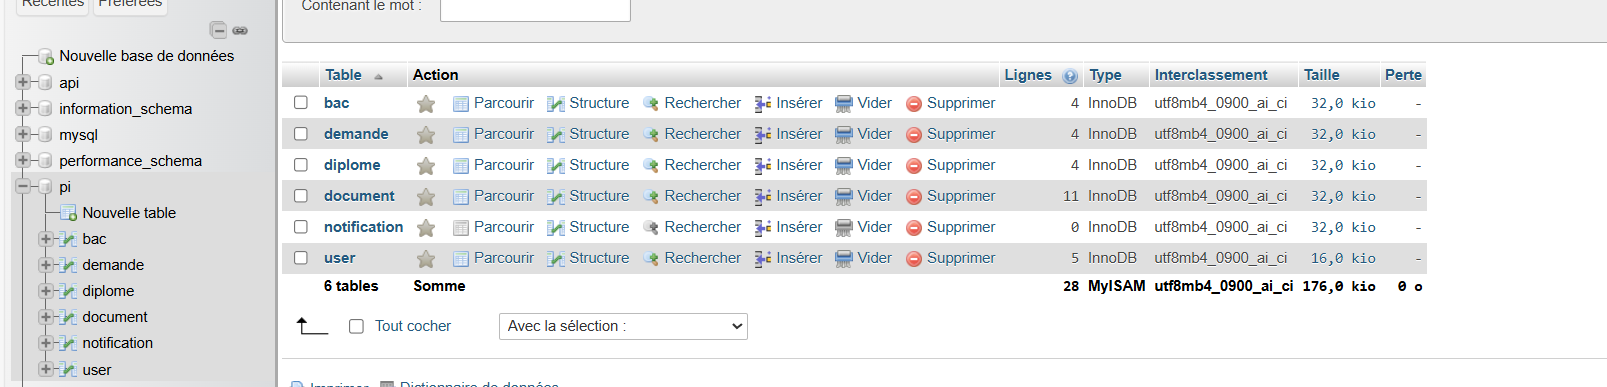 Récentes Préférées
Nouvelle base de données
api
information_schema
mysql
performance_schema
pi
Nouvelle table
bac
demande
diplome
document
notification
user
Contenant le mot :
Table Action Lignes Type Interclassement Taille Perte
bac Parcourir Structure Rechercher Insérer Vider Supprimer 4 InnoDB utf8mb4_0900_ai_ci 32,0 kio -
demande Parcourir Structure Rechercher Insérer Vider Supprimer 4 InnoDB utf8mb4_0900_ai_ci 32,0 kio -
diplome Parcourir Structure Rechercher Insérer Vider Supprimer 4 InnoDB utf8mb4_0900_ai_ci 32,0 kio -
document Parcourir Structure Rechercher Insérer Vider Supprimer 11 InnoDB utf8mb4_0900_ai_ci 32,0 kio -
notification Parcourir Structure Rechercher Insérer Vider Supprimer 0 InnoDB utf8mb4_0900_ai_ci 32,0 kio -
user Parcourir Structure Rechercher Insérer Vider Supprimer 5 InnoDB utf8mb4_0900_ai_ci 16,0 kio -
6 tables Somme 28 MyISAM utf8mb4_0900_ai_ci 176,0 kio 0 o
Tout cocher Avec la sélection :
Imprimer Dictionnaire de données